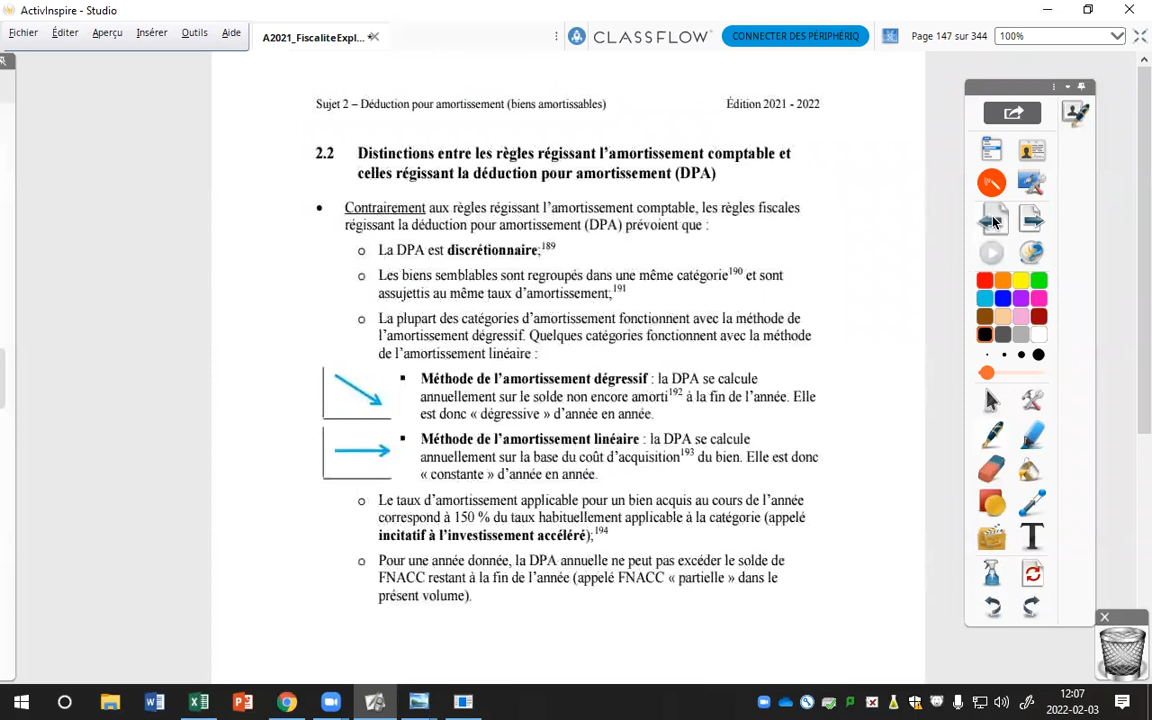 ActivInspire - Studio
Fichier Éditer Aperçu Insérer Outils Aide
A2021_FiscaliteExpl...
CLASSFLOW™
CONNECTER DES PÉRIPHÉRIQ
Page 147 sur 344
100%
Sujet 2 – Déduction pour amortissement (biens amortissables) Édition 2021 - 2022
2.2 Distinctions entre les règles régissant l'amortissement comptable et
celles régissant la déduction pour amortissement (DPA)
• Contrairement aux règles régissant l'amortissement comptable, les règles fiscales
régissant la déduction pour amortissement (DPA) prévoient que :
o La DPA est discrétionnaire;189
o Les biens semblables sont regroupés dans une même catégorie190 et sont
assujettis au même taux d'amortissement;191
o La plupart des catégories d'amortissement fonctionnent avec la méthode de
l'amortissement dégressif. Quelques catégories fonctionnent avec la méthode
de l'amortissement linéaire :
▪ Méthode de l'amortissement dégressif : la DPA se calcule
annuellement sur le solde non encore amorti192 à la fin de l'année. Elle
est donc « dégressive » d'année en année.
▪ Méthode de l'amortissement linéaire : la DPA se calcule
annuellement sur la base du coût d'acquisition193 du bien. Elle est donc
« constante » d'année en année.
o Le taux d'amortissement applicable pour un bien acquis au cours de l'année
correspond à 150 % du taux habituellement applicable à la catégorie (appelé
incitatif à l'investissement accéléré);194
o Pour une année donnée, la DPA annuelle ne peut pas excéder le solde de
FNACC restant à la fin de l'année (appelé FNACC « partielle » dans le
présent volume).
12:07
2022-02-03